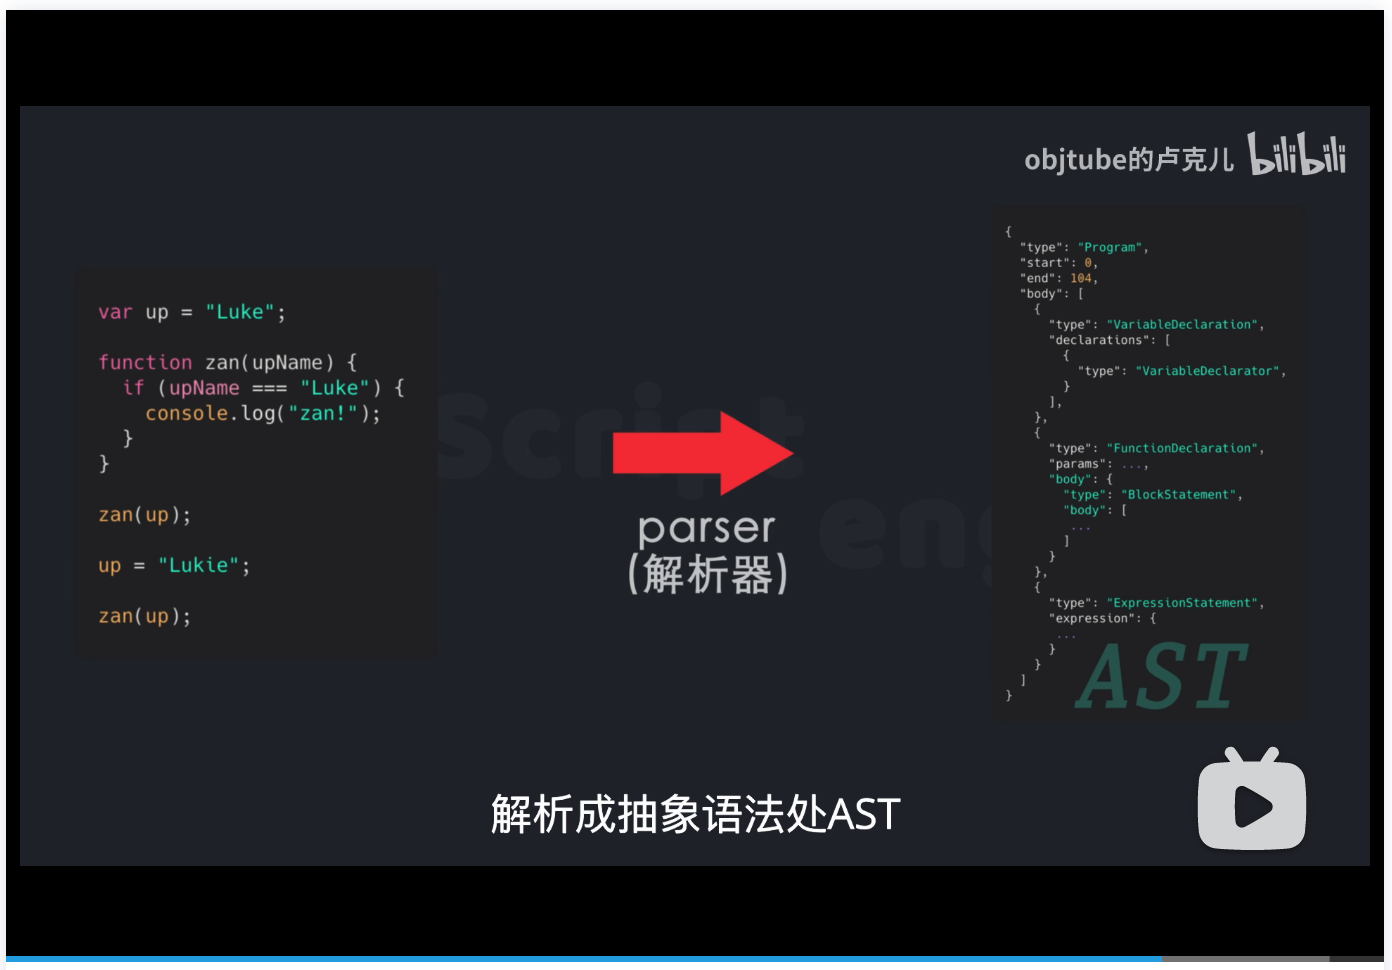 objtube的卢克儿 bilibili
var up = "Luke";
function zan(upName) {
if (upName === "Luke") {
console.log("zan!");
}
}
zan(up);
up = "Lukie";
zan(up);
Script
eng
parser
(解析器)
{
"type": "Program",
"start": 0,
"end": 104,
"body": [
{
"type": "VariableDeclaration",
"declarations": [
{
"type": "VariableDeclarator",
}
],
},
{
"type": "FunctionDeclaration",
"params": ...,
"body": {
"type": "BlockStatement",
"body": [
...
]
}
},
{
"type": "ExpressionStatement",
"expression": {
...
}
}
]
}
AST
解析成抽象语法处AST